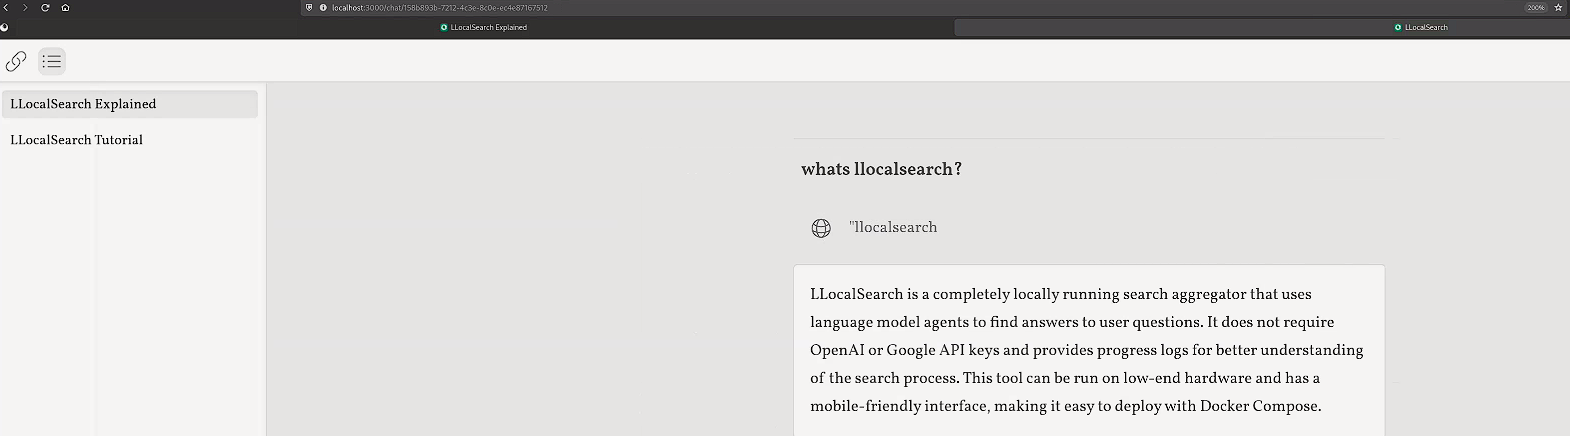 localhost:3000/chat/158b893b-7212-4c3e-8c0e-ec4e87167512
200%
LLocalSearch Explained
LLocalSearch
LLocalSearch Explained
LLocalSearch Tutorial
whats llocalsearch?
"llocalsearch
LLocalSearch is a completely locally running search aggregator that uses
language model agents to find answers to user questions. It does not require
OpenAI or Google API keys and provides progress logs for better understanding
of the search process. This tool can be run on low-end hardware and has a
mobile-friendly interface, making it easy to deploy with Docker Compose.